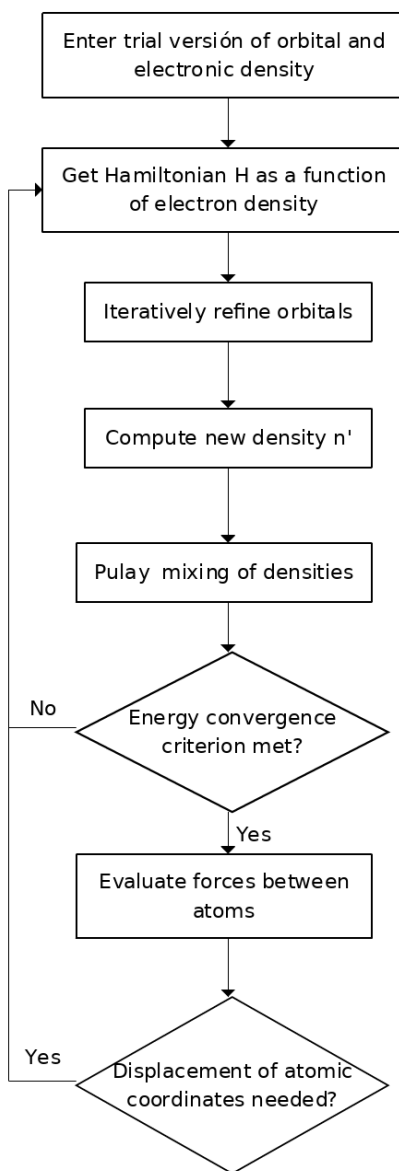 Enter trial versión of orbital and
electronic density
Get Hamiltonian H as a function
of electron density
Iteratively refine orbitals
Compute new density n'
Pulay mixing of densities
No
Energy convergence
criterion met?
Yes
Evaluate forces between
atoms
Yes
Displacement of atomic
coordinates needed?